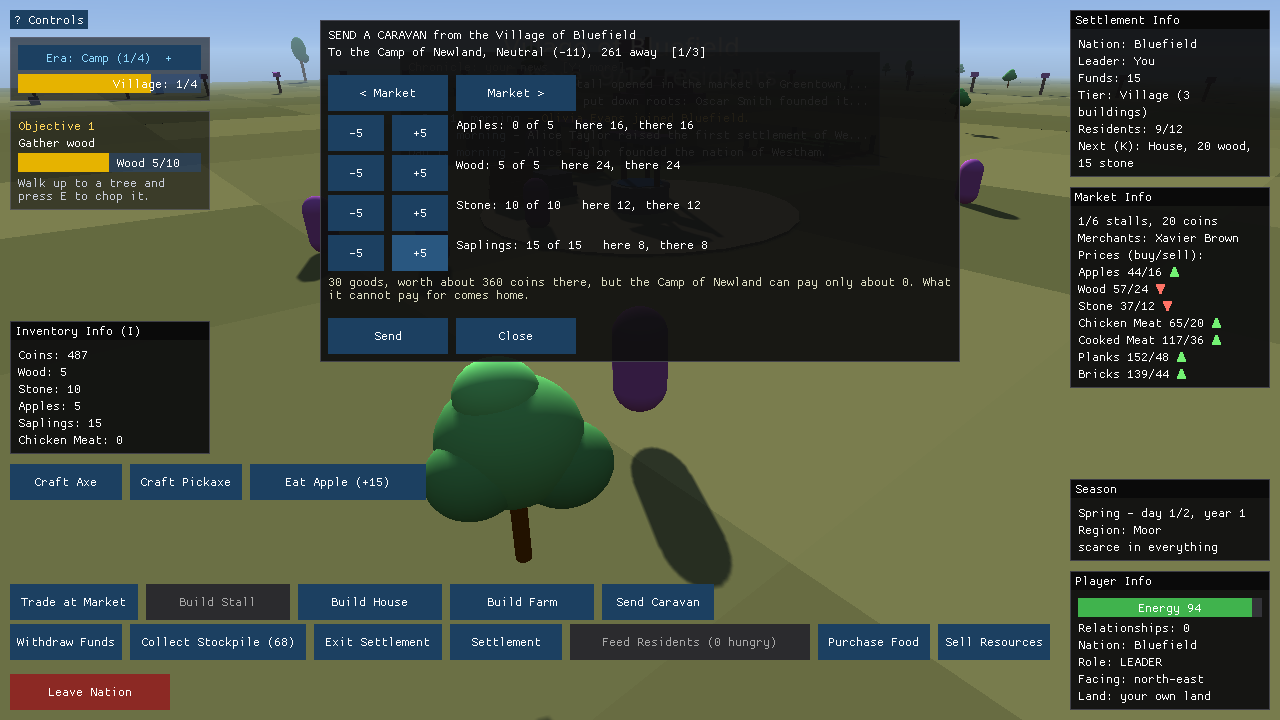 ? Controls
Era: Camp (1/4) +
Village: 1/4
Objective 1
Gather wood
Wood 5/10
Walk up to a tree and
press E to chop it.
SEND A CARAVAN from the Village of Bluefield
To the Camp of Newland, Neutral (-11), 261 away [1/3]
< Market
Market >
-5 +5 Apples: 0 of 5 here 16, there 16
-5 +5 Wood: 5 of 5 here 24, there 24
-5 +5 Stone: 10 of 10 here 12, there 12
-5 +5 Saplings: 15 of 15 here 8, there 8
30 goods, worth about 360 coins there, but the Camp of Newland can pay only about 0. What
it cannot pay for comes home.
Send
Close
Settlement Info
Nation: Bluefield
Leader: You
Funds: 15
Tier: Village (3
buildings)
Residents: 9/12
Next (K): House, 20 wood,
15 stone
Market Info
1/6 stalls, 20 coins
Merchants: Xavier Brown
Prices (buy/sell):
Apples 44/16
Wood 57/24
Stone 37/12
Chicken Meat 65/20
Cooked Meat 117/36
Planks 152/48
Bricks 139/44
Inventory Info (I)
Coins: 487
Wood: 5
Stone: 10
Apples: 5
Saplings: 15
Chicken Meat: 0
Craft Axe
Craft Pickaxe
Eat Apple (+15)
Season
Spring - day 1/2, year 1
Region: Moor
scarce in everything
Player Info
Energy 94
Relationships: 0
Nation: Bluefield
Role: LEADER
Facing: north-east
Land: your own land
Trade at Market
Build Stall
Build House
Build Farm
Send Caravan
Withdraw Funds
Collect Stockpile (68)
Exit Settlement
Settlement
Feed Residents (0 hungry)
Purchase Food
Sell Resources
Leave Nation